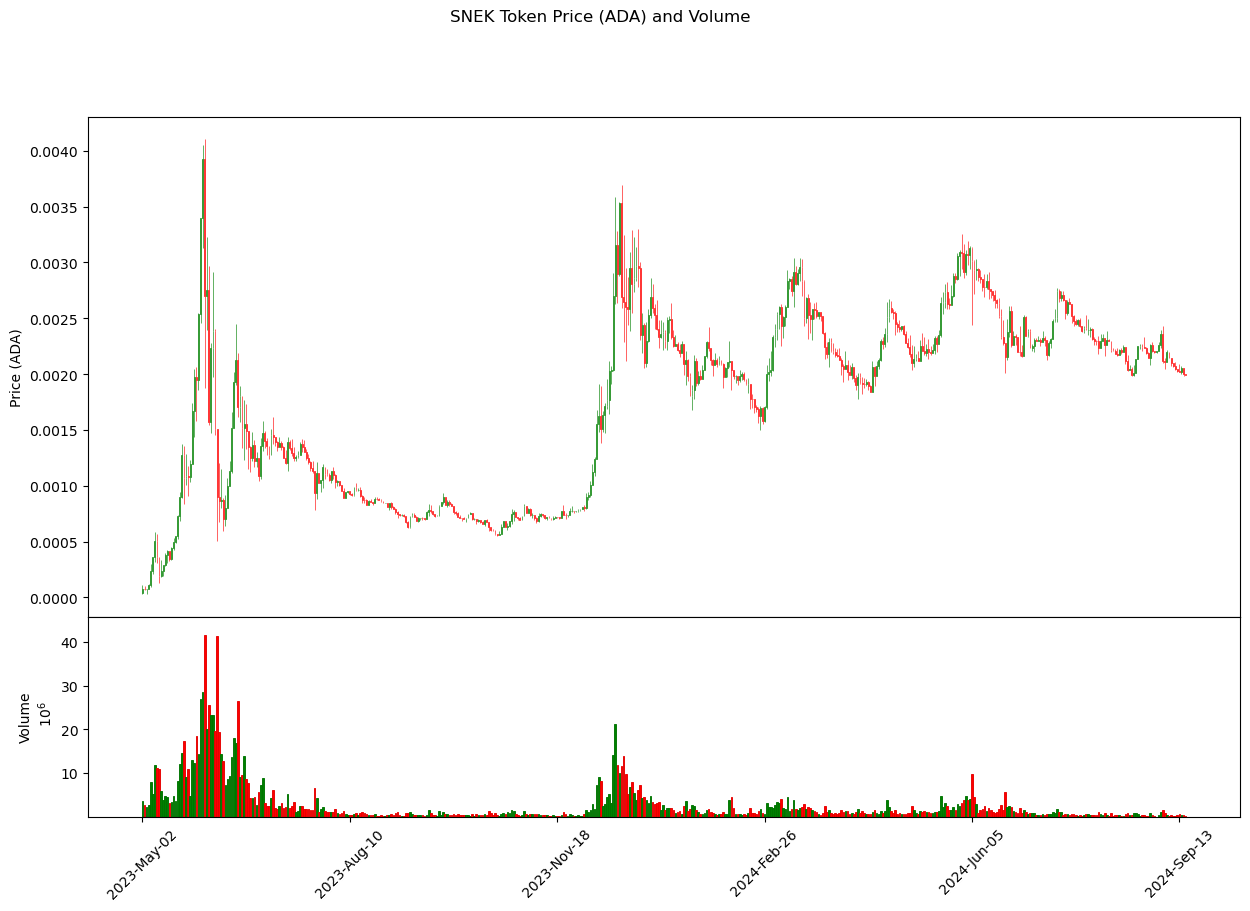 SNEK Token Price (ADA) and Volume
Price (ADA)
0.0040
0.0035
0.0030
0.0025
0.0020
0.0015
0.0010
0.0005
0.0000
Volume
10^6
40
30
20
10
2023-May-02
2023-Aug-10
2023-Nov-18
2024-Feb-26
2024-Jun-05
2024-Sep-13